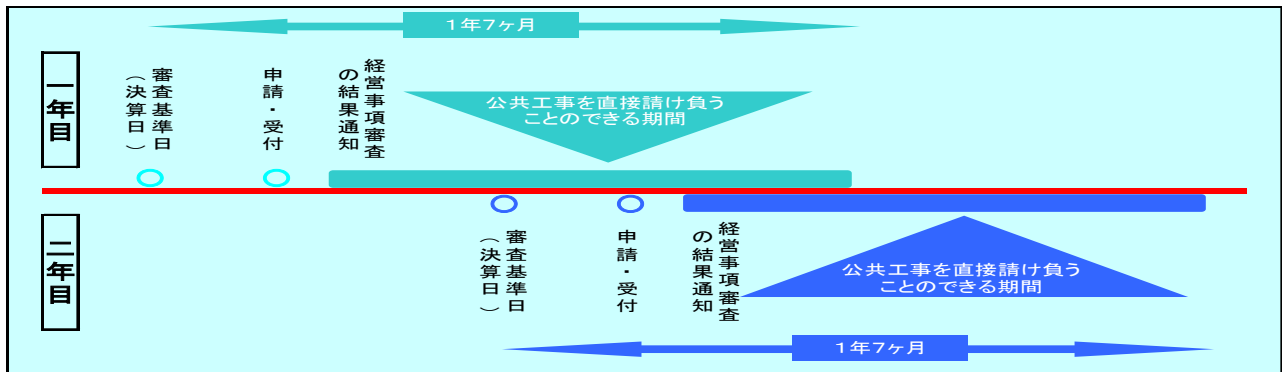 1年7ヶ月
一年目
審査基準日
（決算日）
申請・受付
経営事項審査
の結果通知
公共工事を直接請け負う
ことのできる期間
二年目
審査基準日
（決算日）
申請・受付
経営事項審査
の結果通知
公共工事を直接請け負う
ことのできる期間
1年7ヶ月